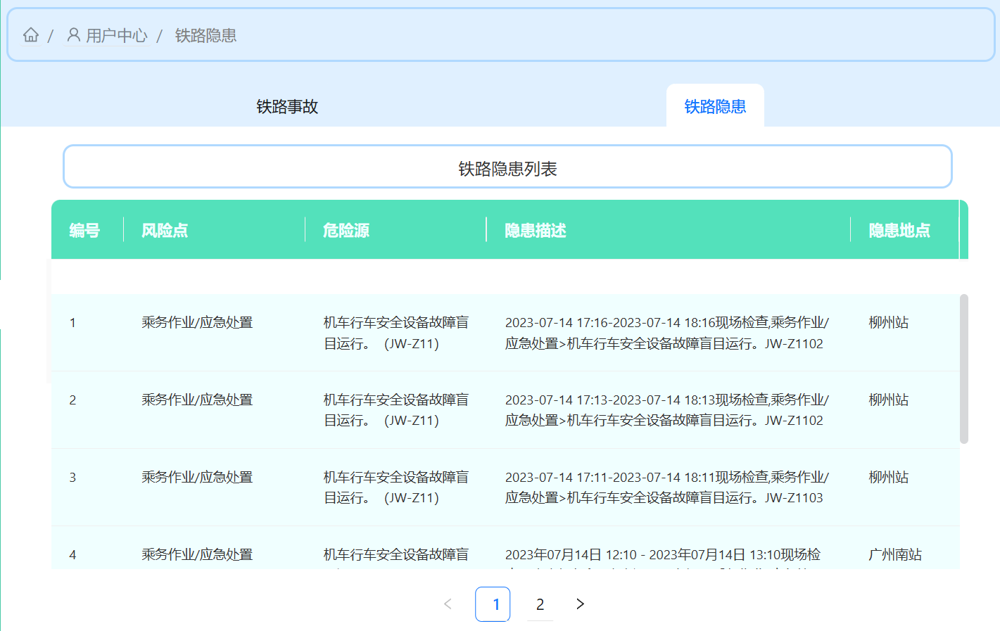 / 用户中心 / 铁路隐患
铁路事故 铁路隐患
铁路隐患列表
编号 风险点 危险源 隐患描述 隐患地点
1 乘务作业/应急处置 机车行车安全设备故障盲 2023-07-14 17:16-2023-07-14 18:16现场检查,乘务作业/ 柳州站
目运行。（JW-Z11) 应急处置>机车行车安全设备故障盲目运行。JW-Z1102
2 乘务作业/应急处置 机车行车安全设备故障盲 2023-07-14 17:13-2023-07-14 18:13现场检查,乘务作业/ 柳州站
目运行。（JW-Z11) 应急处置>机车行车安全设备故障盲目运行。JW-Z1102
3 乘务作业/应急处置 机车行车安全设备故障盲 2023-07-14 17:11-2023-07-14 18:11现场检查,乘务作业/ 柳州站
目运行。（JW-Z11) 应急处置>机车行车安全设备故障盲目运行。JW-Z1103
4 乘务作业/应急处置 机车行车安全设备故障盲 2023年07月14日 12:10 - 2023年07月14日 13:10现场检 广州南站
< 1 2 >